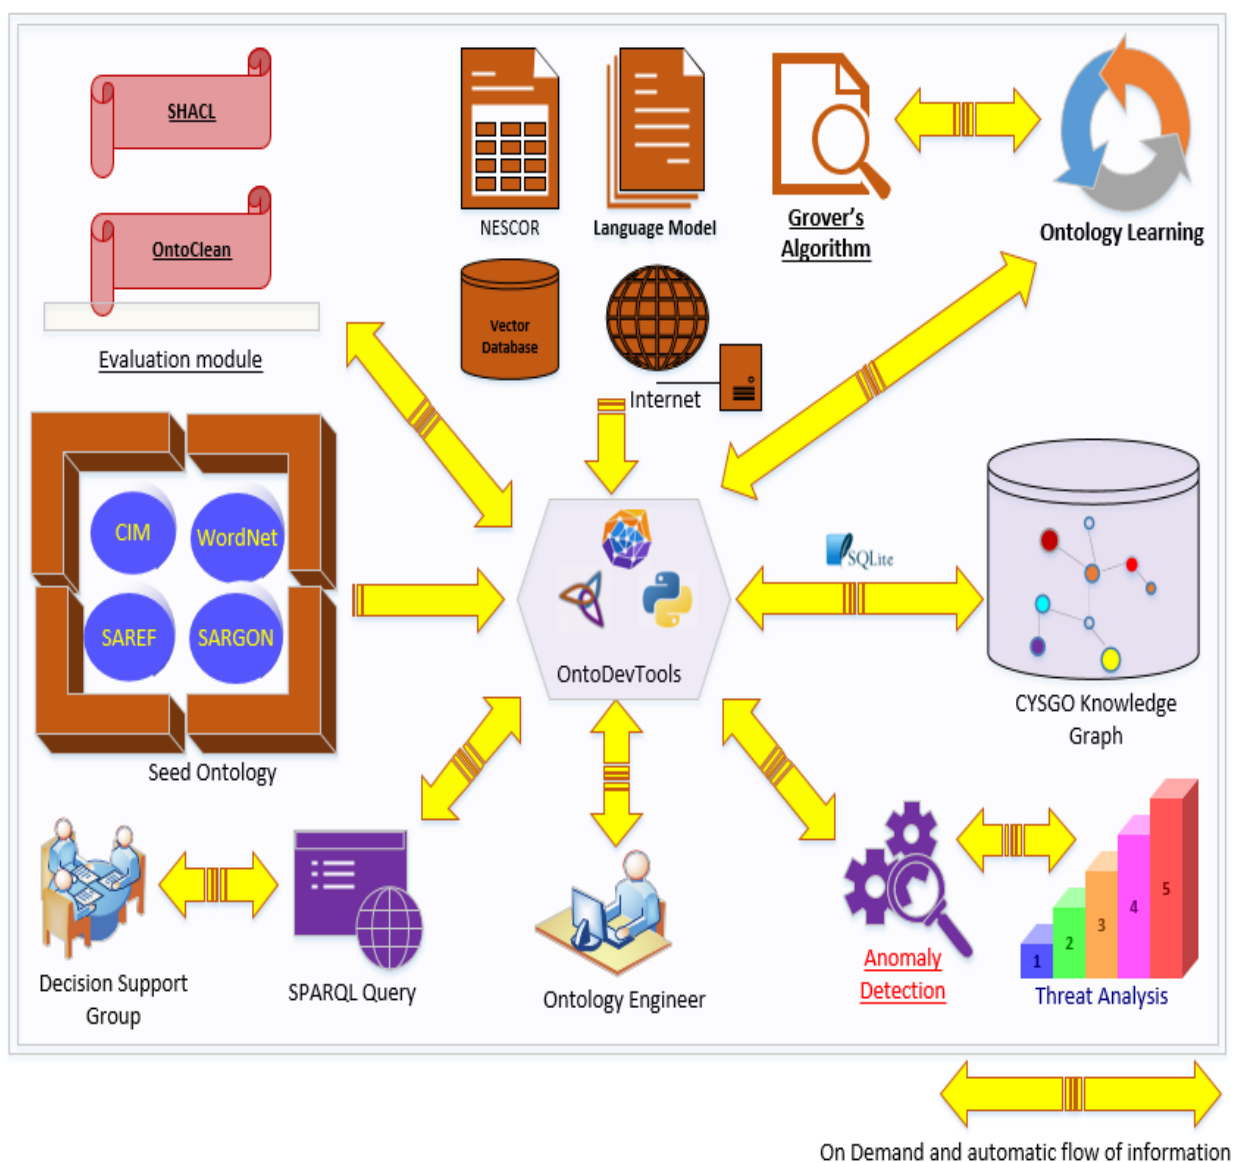 SHACL
OntoClean
Evaluation module
NESCOR
Language Model
Grover's
Algorithm
Ontology Learning
Vector
Database
Internet
CIM
WordNet
SAREF
SARGON
Seed Ontology
OntoDevTools
SQLite
CYSGO Knowledge
Graph
Decision Support
Group
SPARQL Query
Ontology Engineer
Anomaly
Detection
1
2
3
4
5
Threat Analysis
On Demand and automatic flow of information